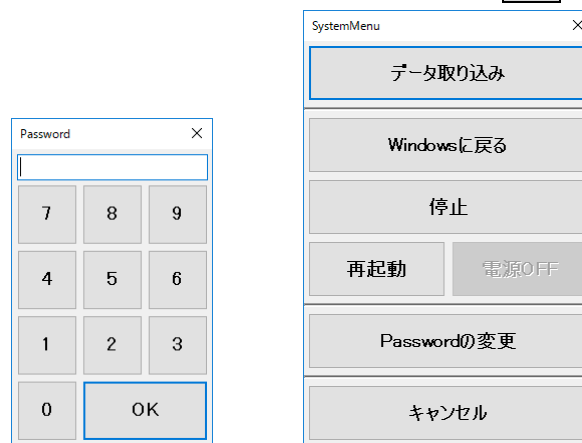 Password
7 8 9
4 5 6
1 2 3
0 OK
SystemMenu
データ取り込み
Windowsに戻る
停止
再起動 電源OFF
Passwordの変更
キャンセル